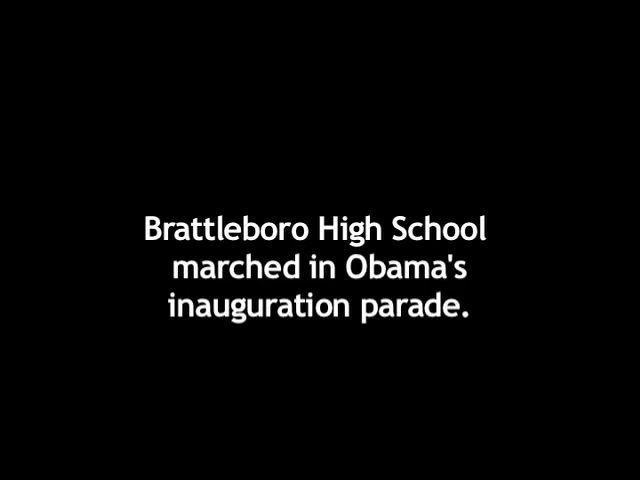 Brattleboro High School
marched in Obama's
inauguration parade.